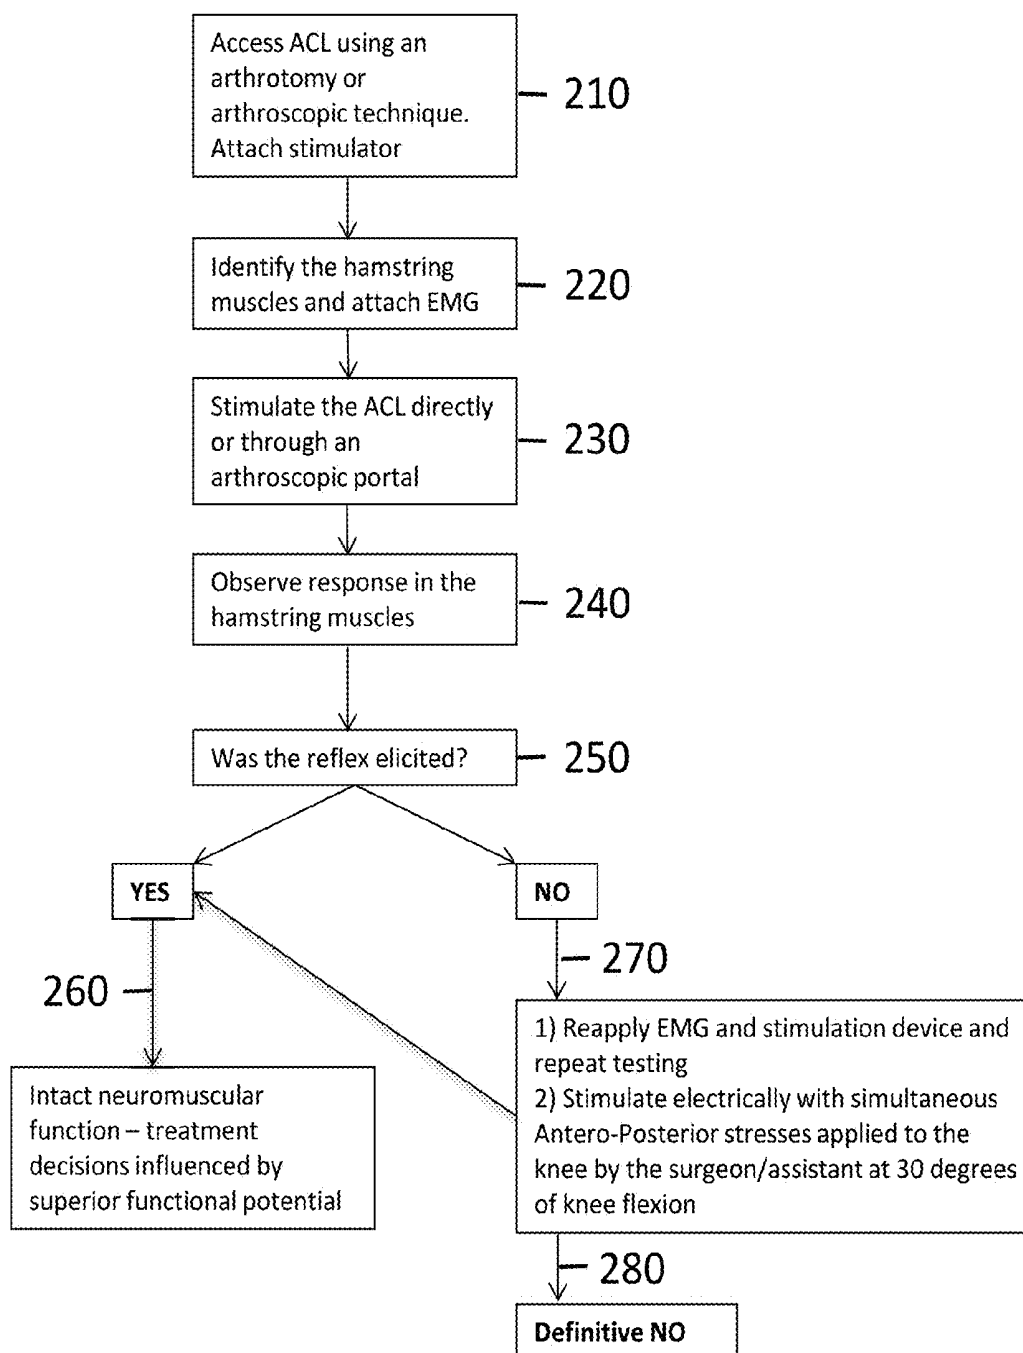 Access ACL using an
arthrotomy or
arthroscopic technique.
Attach stimulator
210
Identify the hamstring
muscles and attach EMG
220
Stimulate the ACL directly
or through an
arthroscopic portal
230
Observe response in the
hamstring muscles
240
Was the reflex elicited?
250
YES
NO
260
270
Intact neuromuscular
function – treatment
decisions influenced by
superior functional potential
1) Reapply EMG and stimulation device and
repeat testing
2) Stimulate electrically with simultaneous
Antero-Posterior stresses applied to the
knee by the surgeon/assistant at 30 degrees
of knee flexion
280
Definitive NO